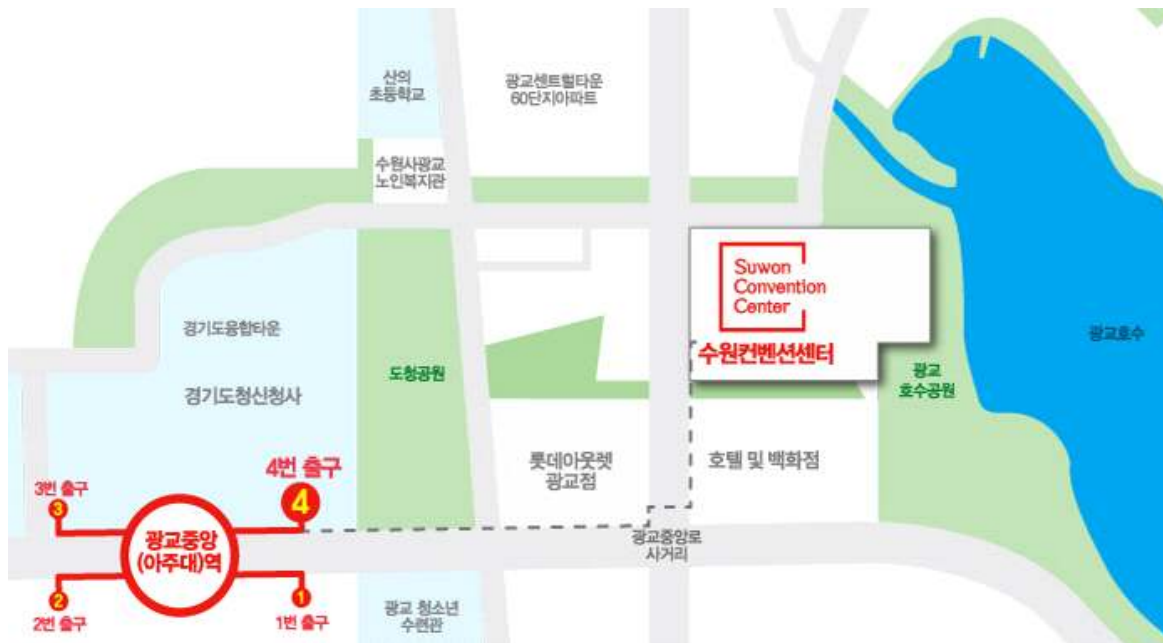 산의
초등학교
광교센트럴타운
60단지아파트
수원사광교
노인복지관
Suwon
Convention
Center
수원컨벤션센터
경기도융합타운
경기도청신청사
도청공원
광교호수
광교
호수공원
롯데아웃렛
광교점
호텔 및 백화점
4번 출구
4
3번 출구
3
광교중앙
(아주대)역
광교중앙로
사거리
2
2번 출구
1
1번 출구
광교 청소년
수련관